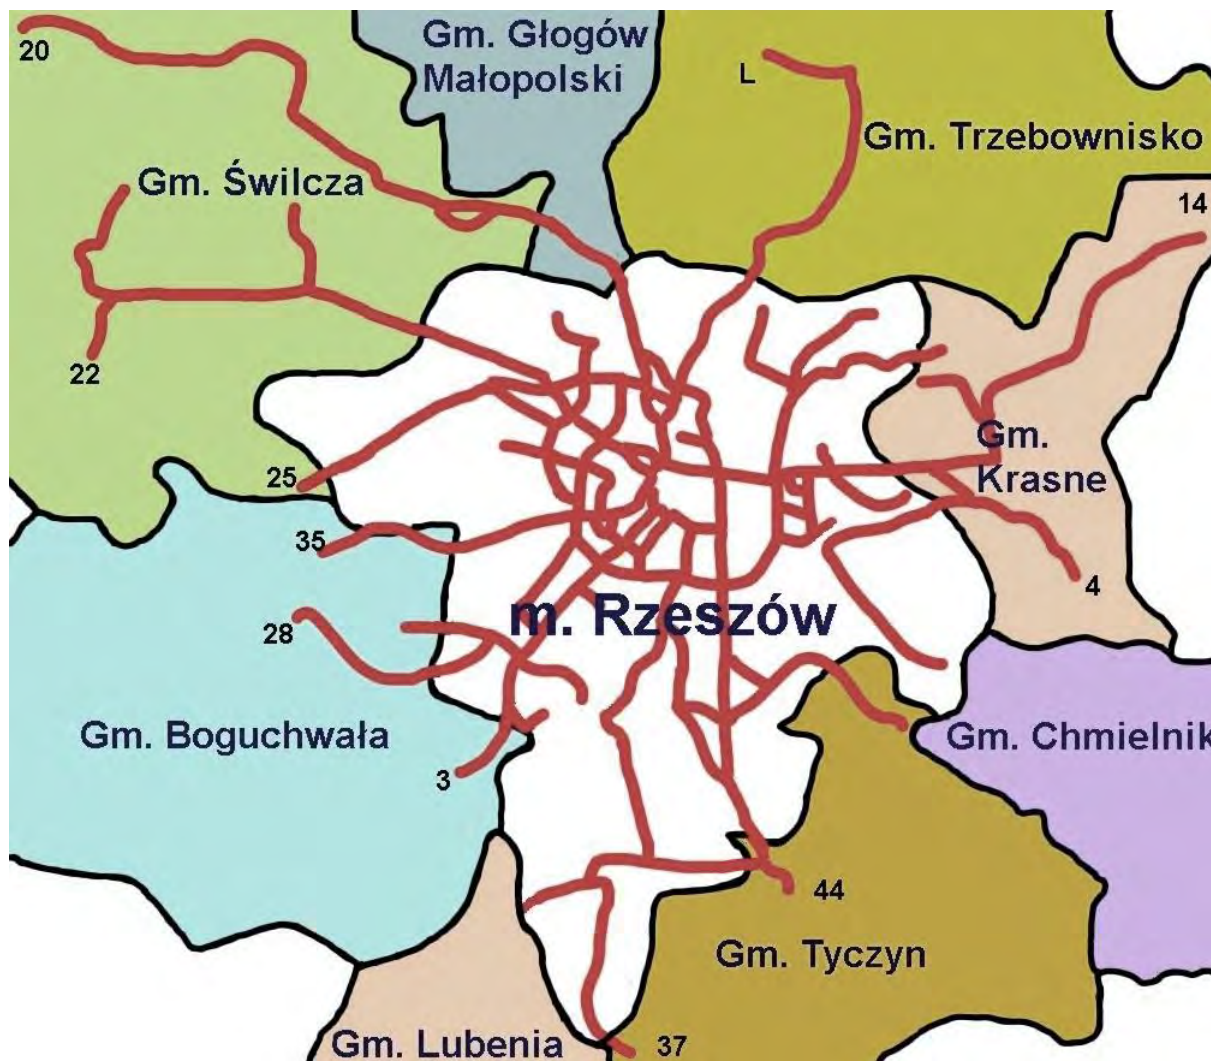 Gm. Głogów
Małopolski
20
L
Gm. Trzebownisko
Gm. Świlcza
14
22
Gm.
Krasne
25
35
4
m. Rzeszów
28
Gm. Boguchwała
Gm. Chmielnik
3
44
Gm. Tyczyn
Gm. Lubenia
37